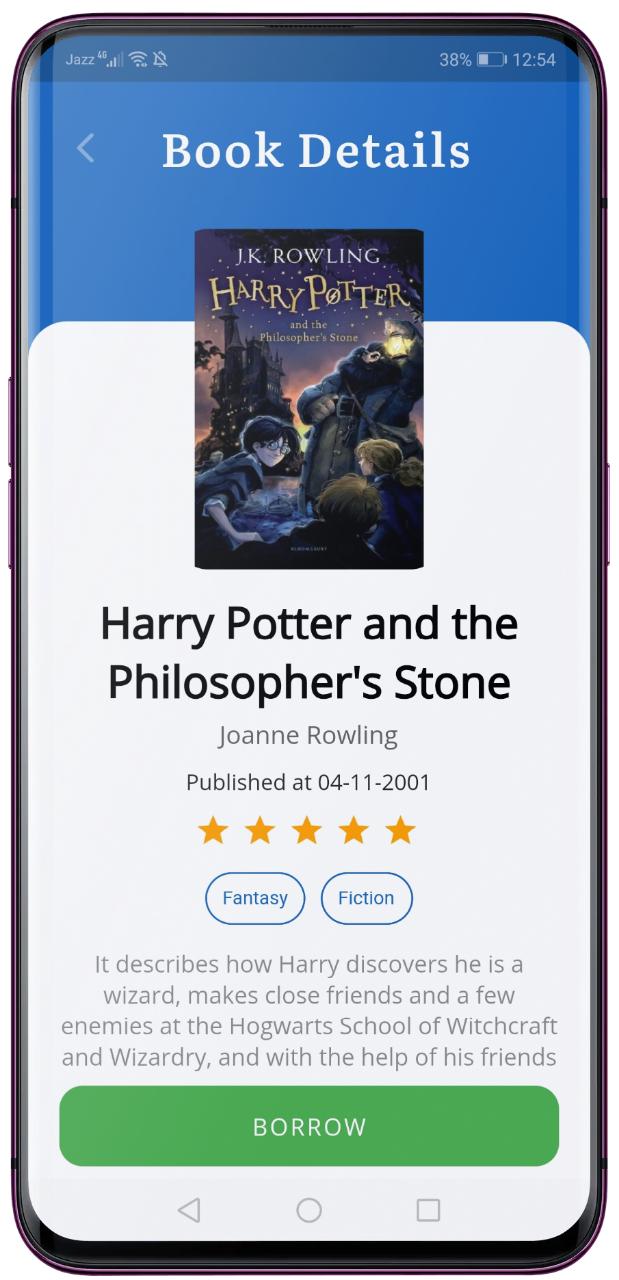 Jazz 4G
38% 12:54
Book Details
J.K. ROWLING
HARRY POTTER
and the
Philosopher's Stone
BLOOMSBURY
Harry Potter and the
Philosopher's Stone
Joanne Rowling
Published at 04-11-2001
Fantasy Fiction
It describes how Harry discovers he is a
wizard, makes close friends and a few
enemies at the Hogwarts School of Witchcraft
and Wizardry, and with the help of his friends
BORROW